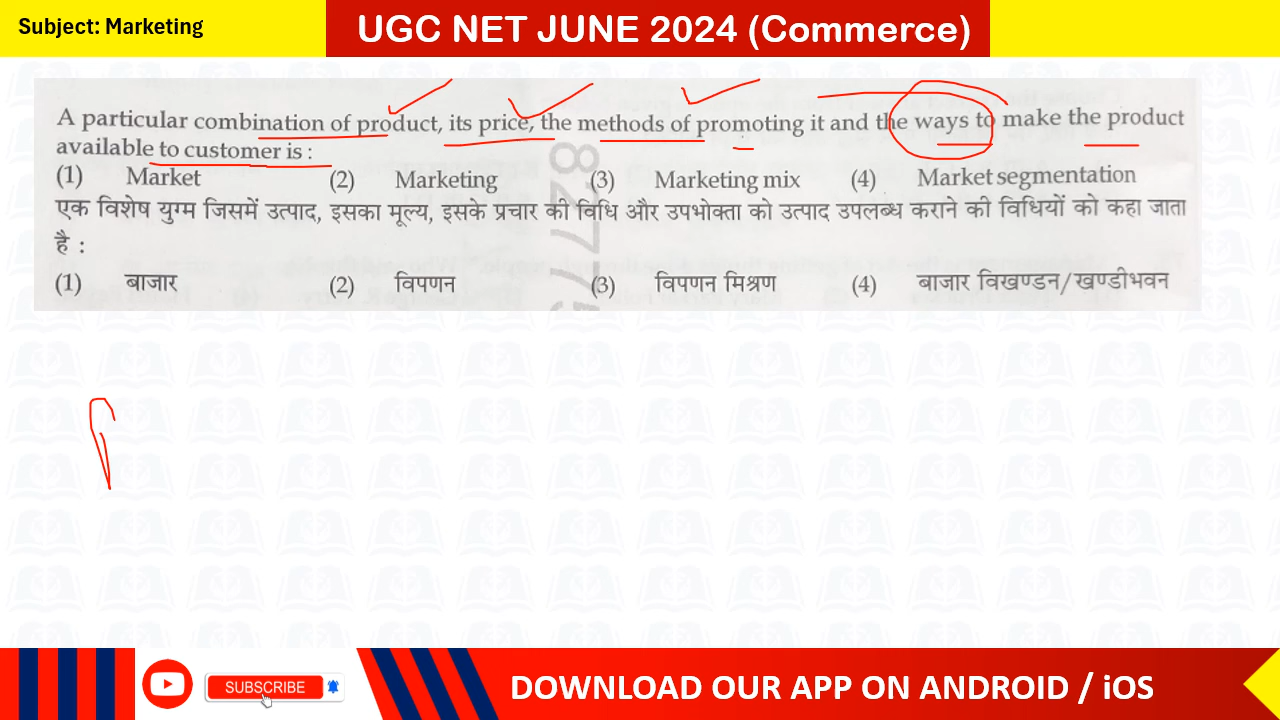 Subject: Marketing
UGC NET JUNE 2024 (Commerce)
A particular combination of product, its price, the methods of promoting it and the ways to make the product
available to customer is :
(1) Market (2) Marketing (3) Marketing mix (4) Market segmentation
एक विशेष युग्म जिसमें उत्पाद, इसका मूल्य, इसके प्रचार की विधि और उपभोक्ता को उत्पाद उपलब्ध कराने की विधियों को कहा जाता
है :
(1) बाजार (2) विपणन (3) विपणन मिश्रण (4) बाजार विखण्डन/खण्डीभवन
SUBSCRIBE
DOWNLOAD OUR APP ON ANDROID / iOS